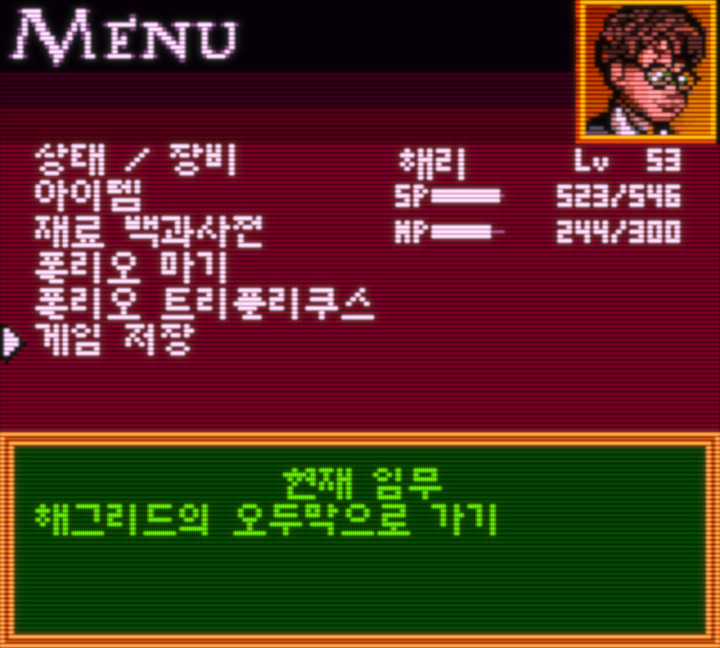 MENU
상태 / 장비
해리 Lv 53
아이템
SP 523/546
재료 백과사전
MP 244/300
폴리오 마기
폴리오 트리플리쿠스
게임 저장
현재 임무
해그리드의 오두막으로 가기